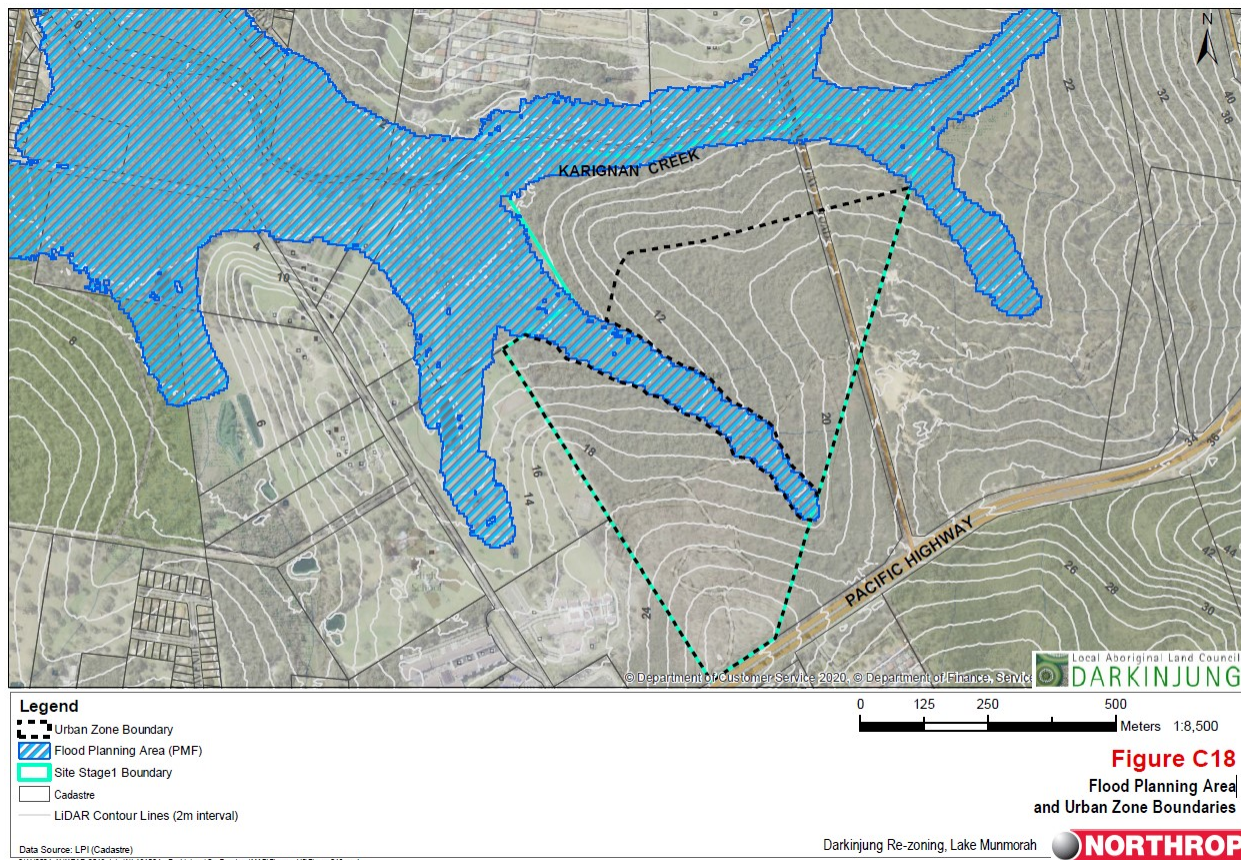 N
0
22
32
40
38
2
KARIGNAN CREEK
4
10
12
8
20
6
18
16
14
34
36
PACIFIC HIGHWAY
24
42
44
26
28
30
© Department of Customer Service 2020, © Department of Finance, Service
Local Aboriginal Land Council
DARKINJUNG
Legend
Urban Zone Boundary
Flood Planning Area (PMF)
Site Stage1 Boundary
Cadastre
LiDAR Contour Lines (2m interval)
Data Source: LPI (Cadastre)
0 125 250 500
Meters 1:8,500
Figure C18
Flood Planning Area
and Urban Zone Boundaries
Darkinjung Re-zoning, Lake Munmorah
NORTHROP